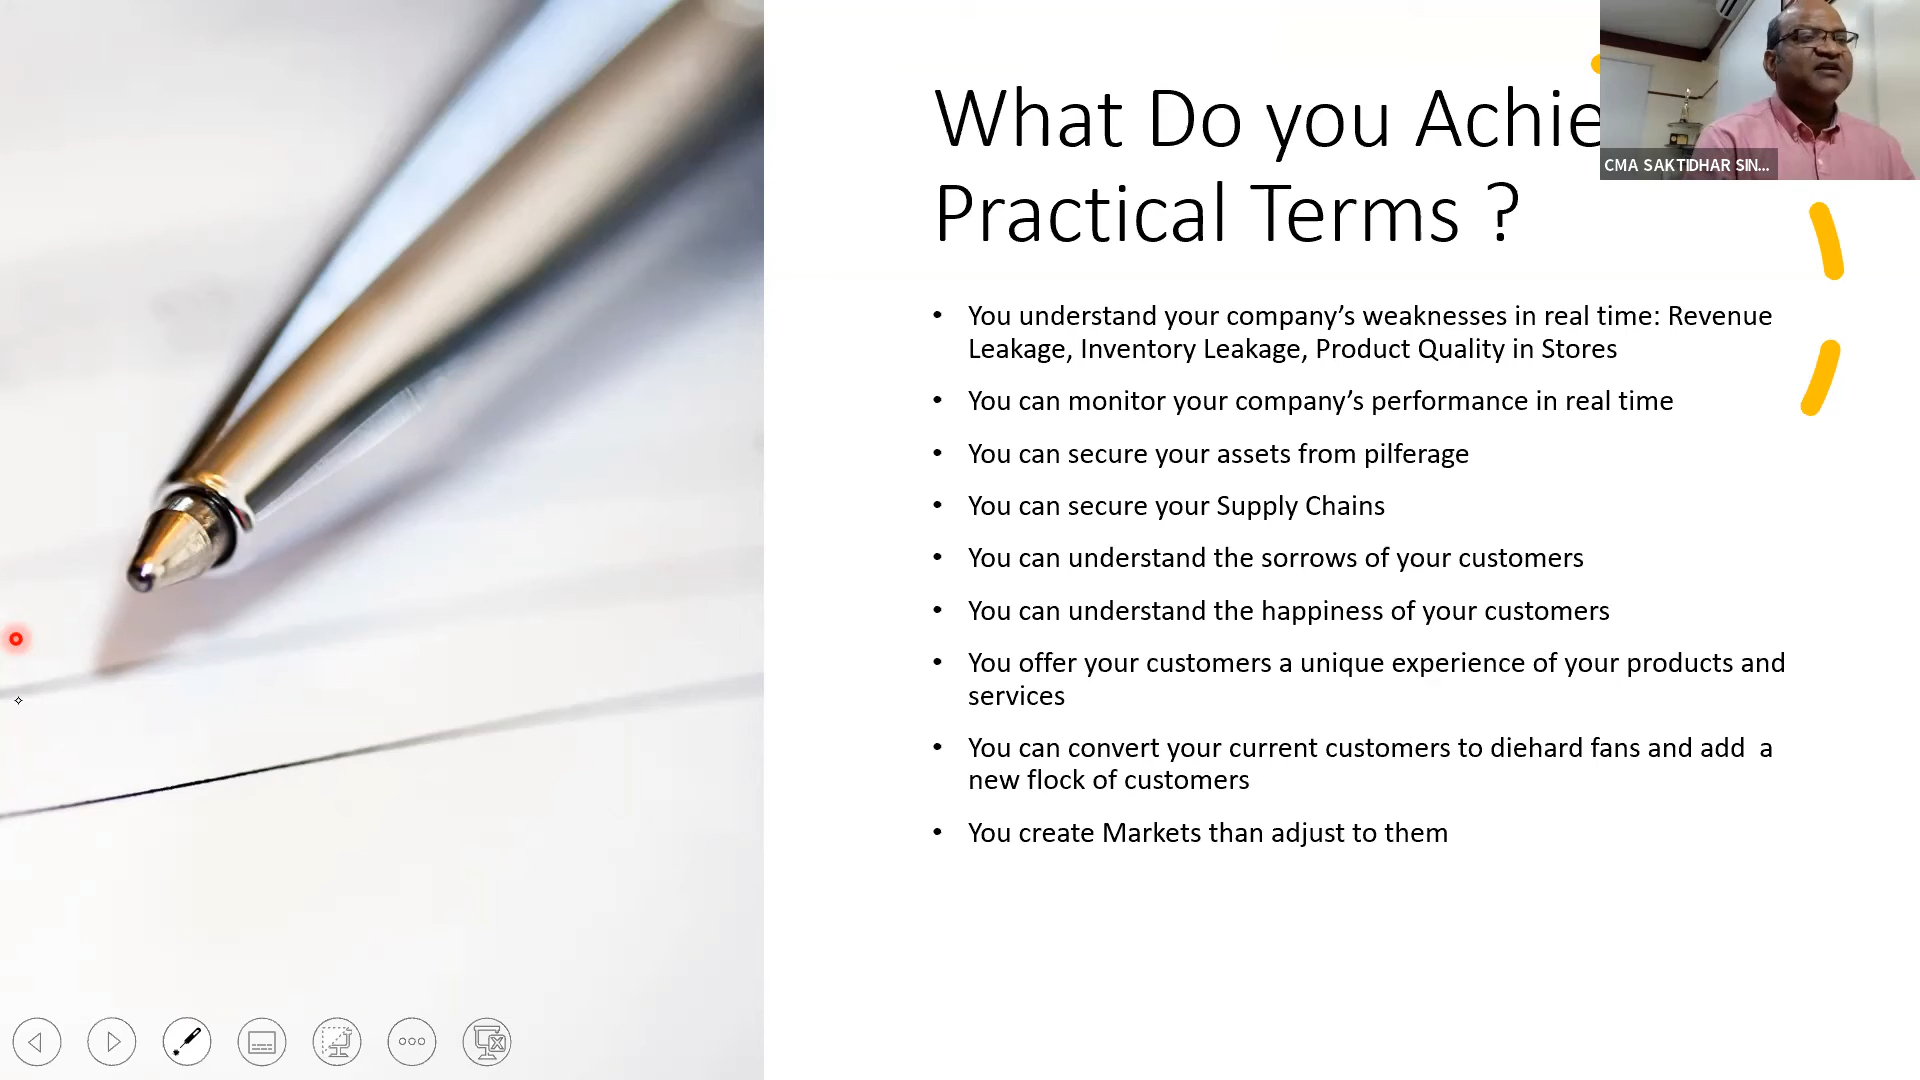 What Do you Achie
Practical Terms ?
CMA SAKTIDHAR SIN...
• You understand your company’s weaknesses in real time: Revenue
Leakage, Inventory Leakage, Product Quality in Stores
• You can monitor your company’s performance in real time
• You can secure your assets from pilferage
• You can secure your Supply Chains
• You can understand the sorrows of your customers
• You can understand the happiness of your customers
• You offer your customers a unique experience of your products and
services
• You can convert your current customers to diehard fans and add  a
new flock of customers
• You create Markets than adjust to them